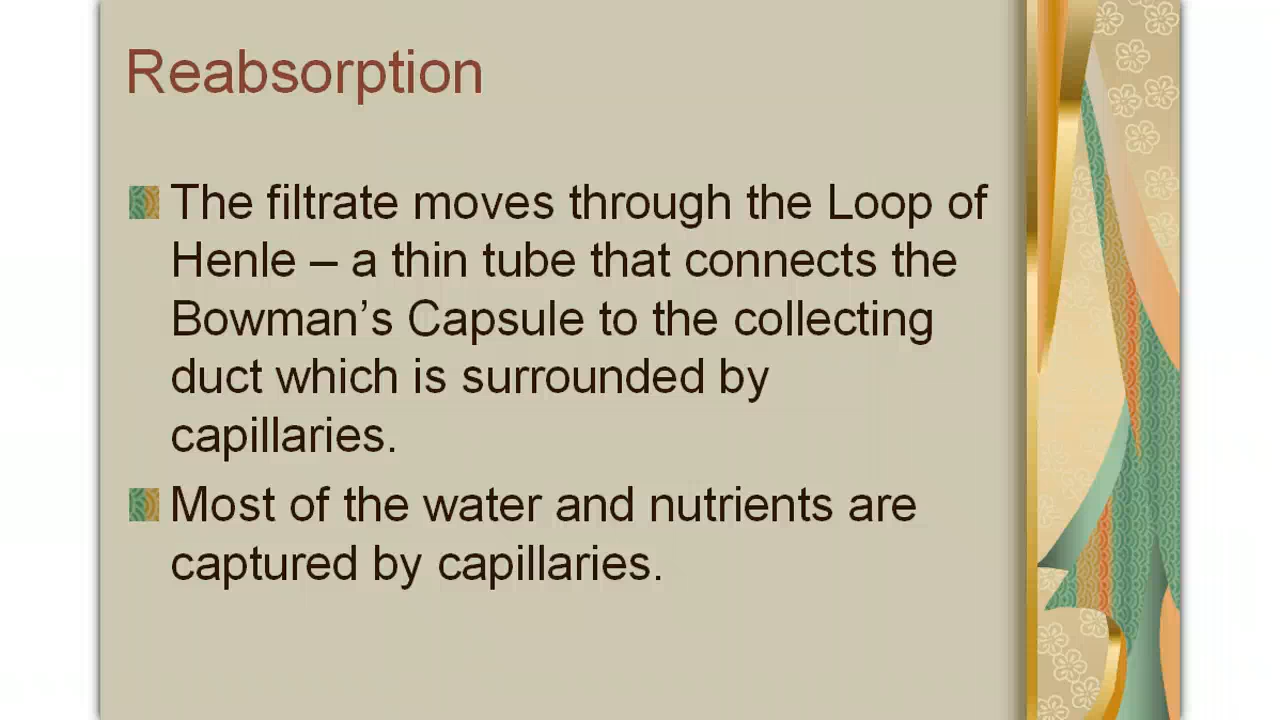 Reabsorption
The filtrate moves through the Loop of
Henle – a thin tube that connects the
Bowman’s Capsule to the collecting
duct which is surrounded by
capillaries.
Most of the water and nutrients are
captured by capillaries.